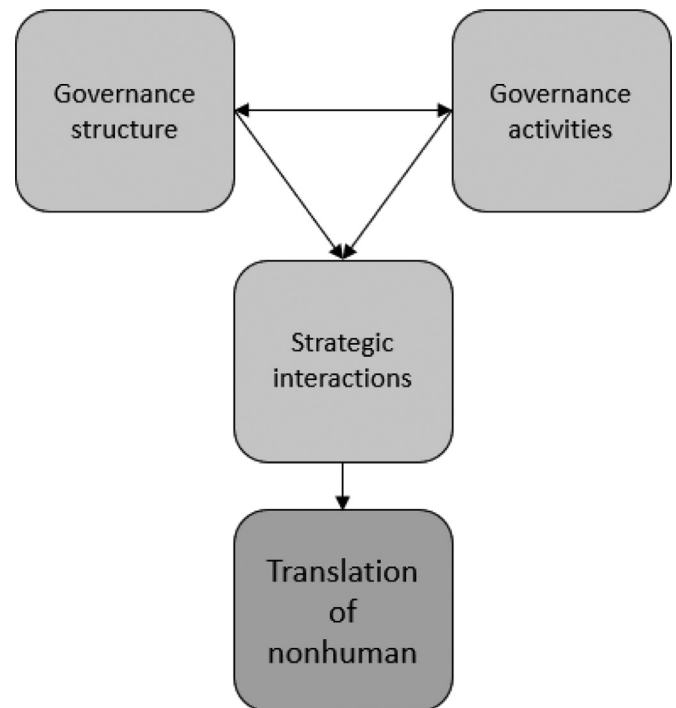 Governance
structure
Governance
activities
Strategic
interactions
Translation
of
nonhuman